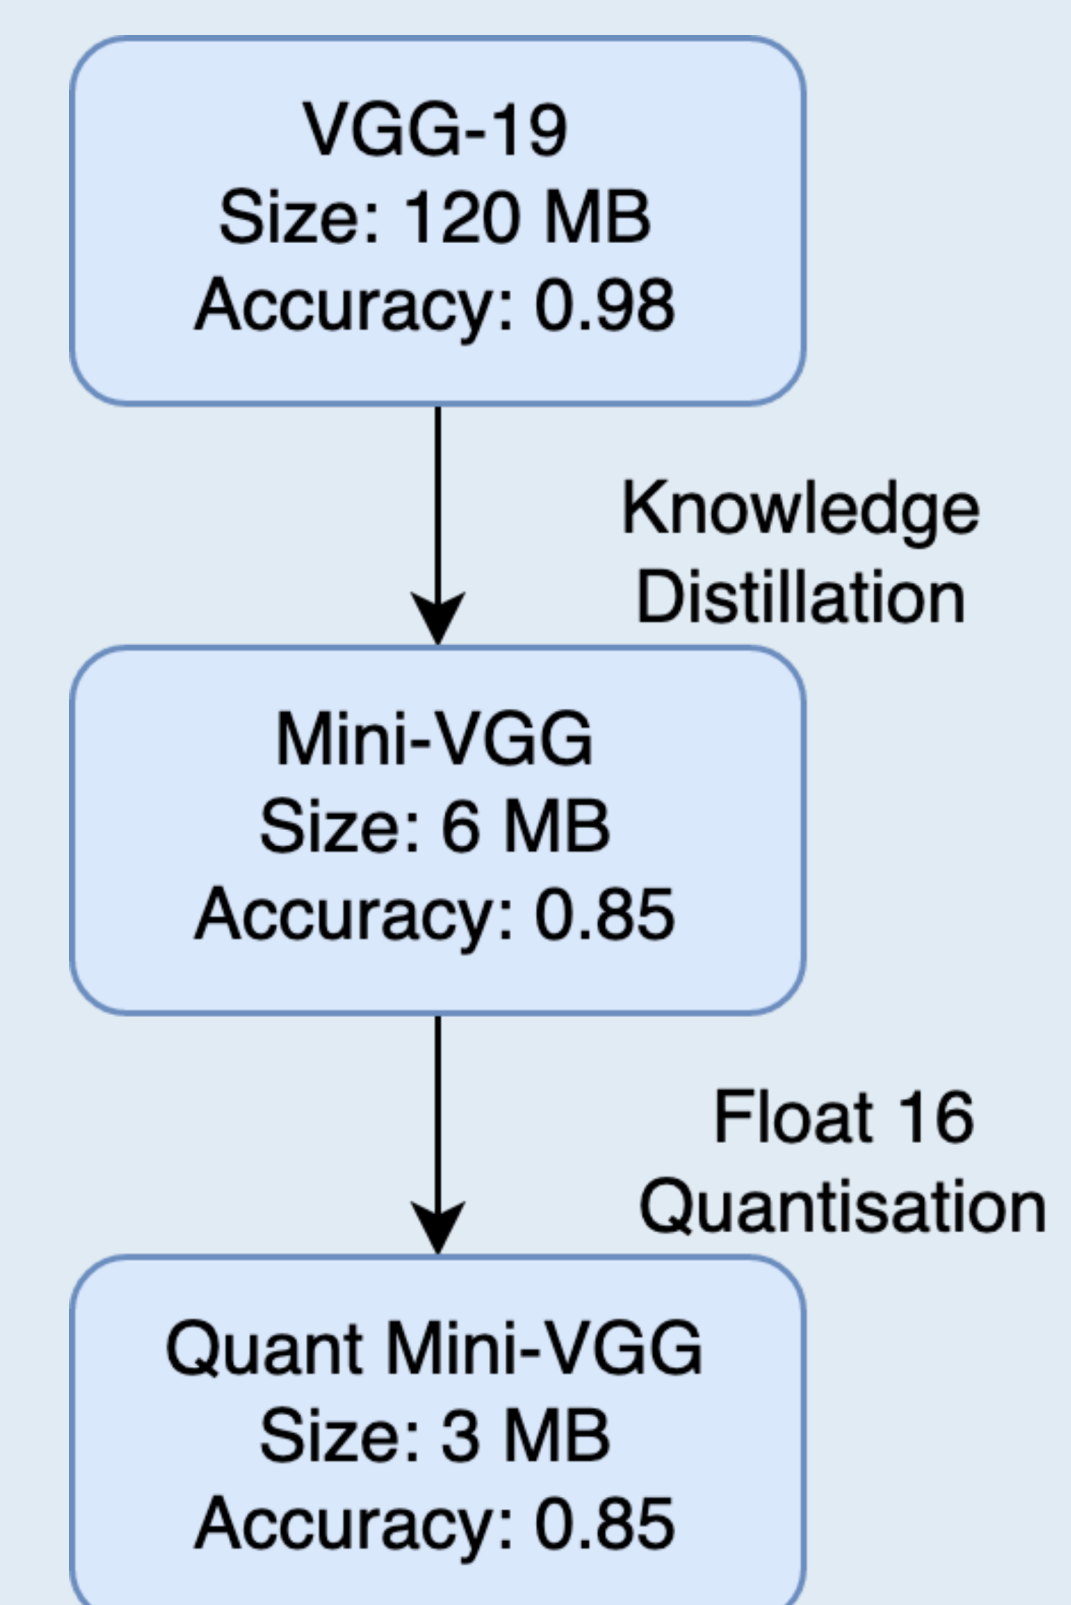 VGG-19
Size: 120 MB
Accuracy: 0.98
Knowledge
Distillation
Mini-VGG
Size: 6 MB
Accuracy: 0.85
Float 16
Quantisation
Quant Mini-VGG
Size: 3 MB
Accuracy: 0.85